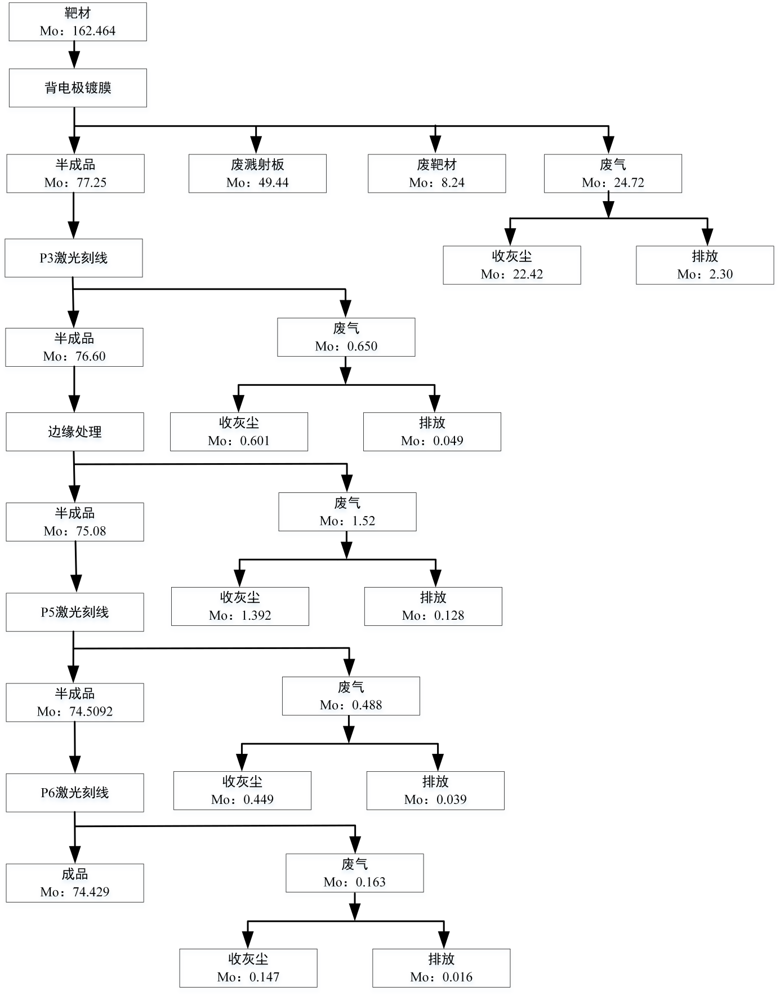 靶材
Mo：162.464
背电极镀膜
半成品
Mo：77.25
废溅射板
Mo：49.44
废靶材
Mo：8.24
废气
Mo：24.72
收灰尘
Mo：22.42
排放
Mo：2.30
P3激光刻线
半成品
Mo：76.60
废气
Mo：0.650
收灰尘
Mo：0.601
排放
Mo：0.049
边缘处理
半成品
Mo：75.08
废气
Mo：1.52
收灰尘
Mo：1.392
排放
Mo：0.128
P5激光刻线
半成品
Mo：74.5092
废气
Mo：0.488
收灰尘
Mo：0.449
排放
Mo：0.039
P6激光刻线
成品
Mo：74.429
废气
Mo：0.163
收灰尘
Mo：0.147
排放
Mo：0.016